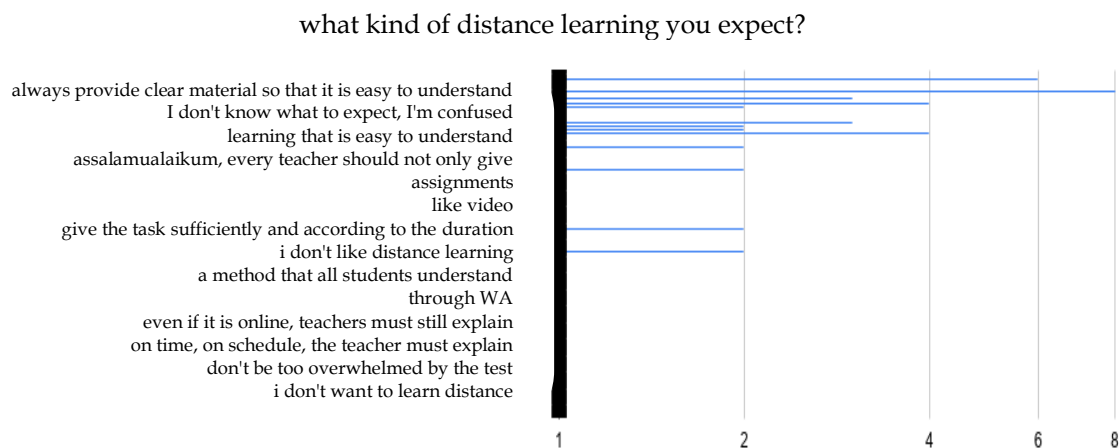 what kind of distance learning you expect?
always provide clear material so that it is easy to understand
I don't know what to expect, I'm confused
learning that is easy to understand
assalamualaikum, every teacher should not only give
assignments
like video
give the task sufficiently and according to the duration
i don't like distance learning
a method that all students understand
through WA
even if it is online, teachers must still explain
on time, on schedule, the teacher must explain
don't be too overwhelmed by the test
i don't want to learn distance
1 2 4 6 8